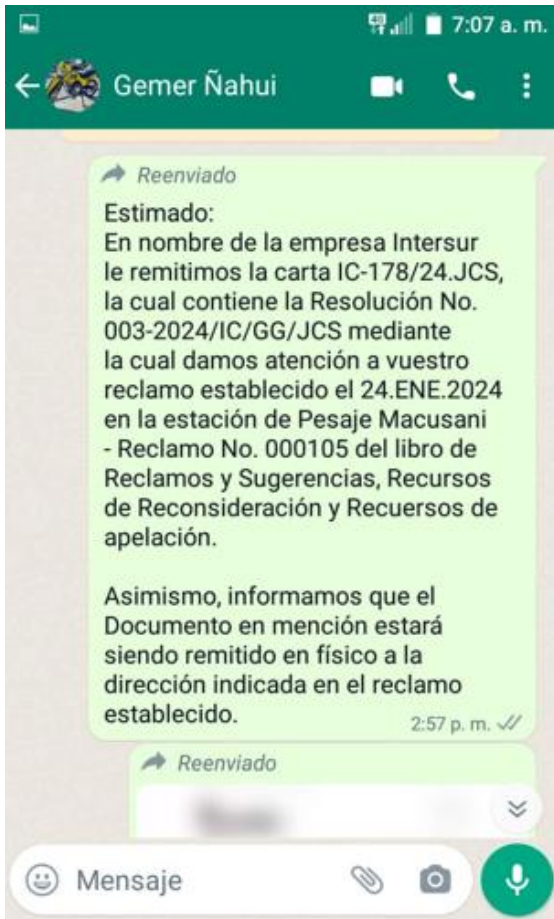 4G 7:07 a. m.
Gemer Ñahui
Reenviado
Estimado:
En nombre de la empresa Intersur
le remitimos la carta IC-178/24.JCS,
la cual contiene la Resolución No.
003-2024/IC/GG/JCS mediante
la cual damos atención a vuestro
reclamo establecido el 24.ENE.2024
en la estación de Pesaje Macusani
- Reclamo No. 000105 del libro de
Reclamos y Sugerencias, Recursos
de Reconsideración y Recuersos de
apelación.
Asimismo, informamos que el
Documento en mención estará
siendo remitido en físico a la
dirección indicada en el reclamo
establecido.
2:57 p. m.
Reenviado
Mensaje